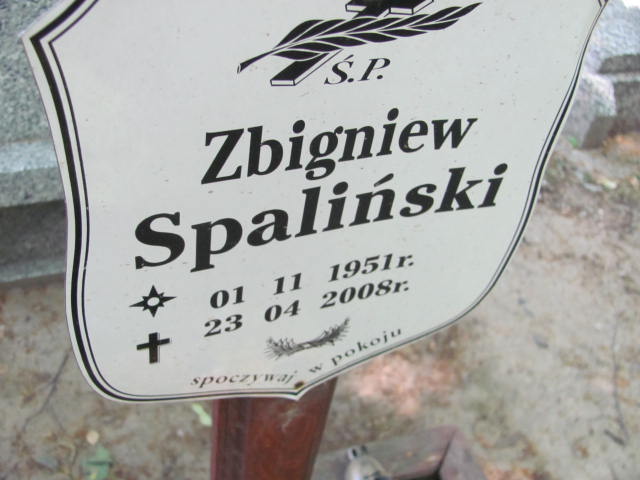 Ś.P.
Zbigniew
Spaliński
01 11 1951r.
23 04 2008r.
spoczywaj w pokoju